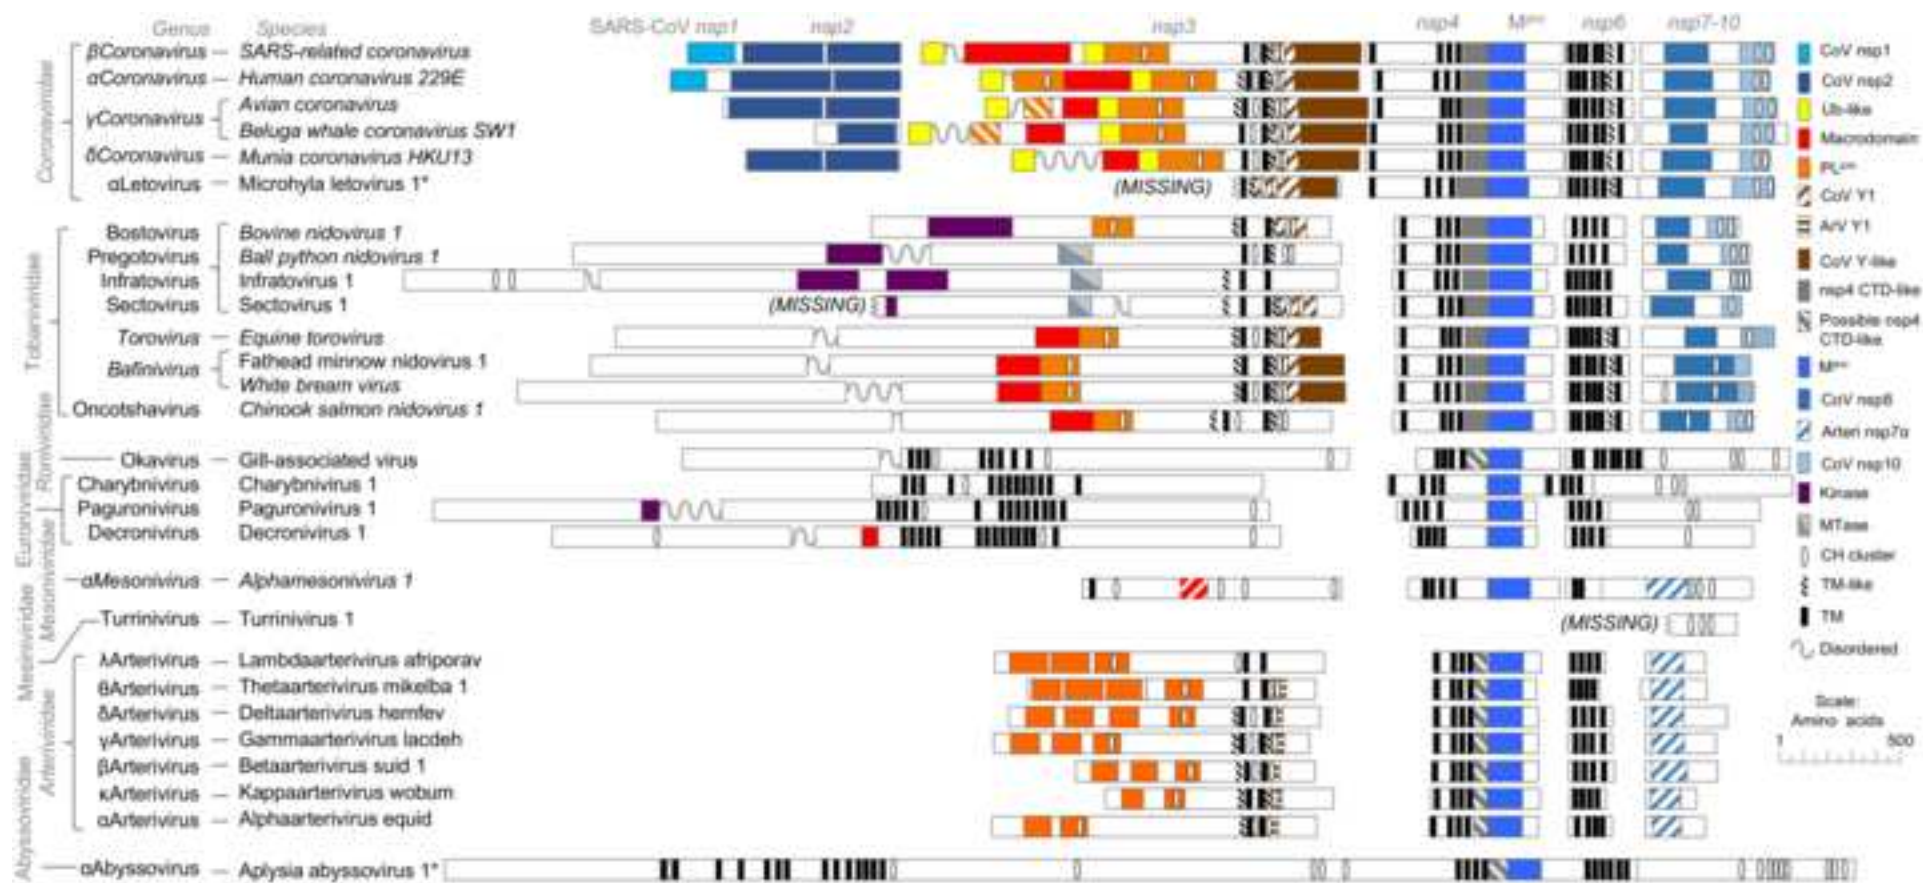 Genus Species SARS-CoV nsp1 nsp2 nsp3 nsp4 Mᵖʳᵒ nsp6 nsp7-10
Coronaviridae
βCoronavirus — SARS-related coronavirus
αCoronavirus — Human coronavirus 229E
γCoronavirus Avian coronavirus
Beluga whale coronavirus SW1
δCoronavirus — Munia coronavirus HKU13
αLetovirus — Microhyla letovirus 1* (MISSING)
Tobaniviridae
Bostovirus Bovine nidovirus 1
Pregotovirus Ball python nidovirus 1
Infratovirus Infratovirus 1
Sectovirus Sectovirus 1 (MISSING)
Torovirus — Equine torovirus
Bafinivirus Fathead minnow nidovirus 1
White bream virus
Oncotshavirus Chinook salmon nidovirus 1
Roniviridae
Okavirus — Gill-associated virus
Euroniviridae
Charybnivirus — Charybnivirus 1
Paguronivirus — Paguronivirus 1
Decronivirus — Decronivirus 1
Mesoniviridae
αMesonivirus — Alphamesonivirus 1
Turrinivirus — Turrinivirus 1 (MISSING)
Arteriviridae
λArterivirus — Lambdaarterivirus afriporav
θArterivirus — Thetaarterivirus mikelba 1
δArterivirus — Deltaarterivirus hemfev
γArterivirus — Gammaarterivirus lacdeh
βArterivirus — Betaarterivirus suid 1
κArterivirus — Kappaarterivirus wobum
αArterivirus — Alphaarterivirus equid
Abyssoviridae
αAbyssovirus — Aplysia abyssovirus 1*
CoV nsp1
CoV nsp2
Ub-like
Macrodomain
PLᵖʳᵒ
CoV Y1
ArV Y1
CoV Y-like
nsp4 CTD-like
Possible nsp4
CTD-like
Mᵖʳᵒ
CoV nsp8
Arteri nsp7α
CoV nsp10
Kinase
MTase
CH cluster
TM-like
TM
Disordered
Scale:
Amino acids
1 500